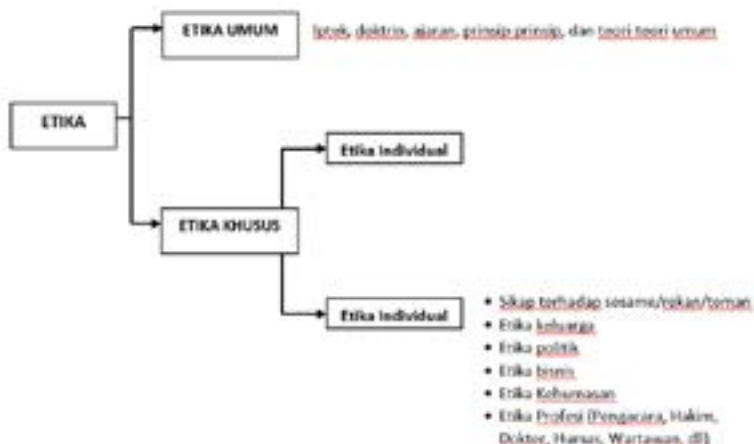 ETIKA UMUM
Iptek, doktrin, ajaran, prinsip prinsip, dan teori teori umum
ETIKA
Etika Individual
ETIKA KHUSUS
Etika Individual
• Sikap terhadap sesame/rekan/teman
• Etika keluarga
• Etika politik
• Etika bisnis
• Etika Kehumasan
• Etika Profesi (Pengacara, Hakim,
Dokter, Humas, Wartawan, dll)